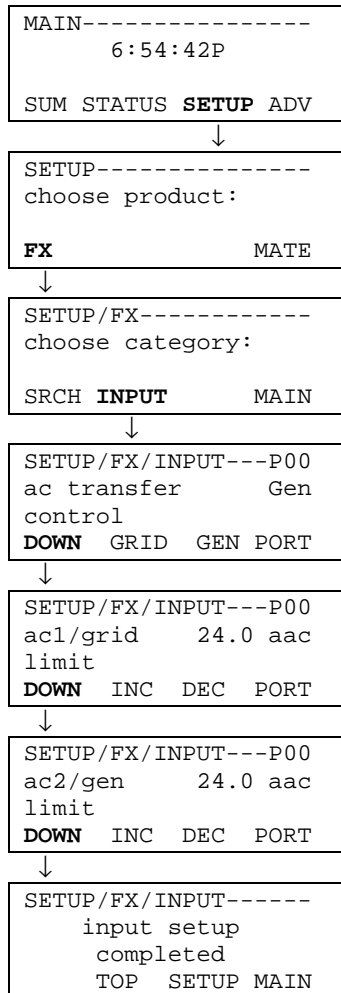 MAIN----------------
6:54:42P
SUM STATUS SETUP ADV
↓
SETUP---------------
choose product:
FX MATE
↓
SETUP/FX------------
choose category:
SRCH INPUT MAIN
↓
SETUP/FX/INPUT---P00
ac transfer Gen
control
DOWN GRID GEN PORT
↓
SETUP/FX/INPUT---P00
ac1/grid 24.0 aac
limit
DOWN INC DEC PORT
↓
SETUP/FX/INPUT---P00
ac2/gen 24.0 aac
limit
DOWN INC DEC PORT
↓
SETUP/FX/INPUT------
input setup
completed
TOP SETUP MAIN